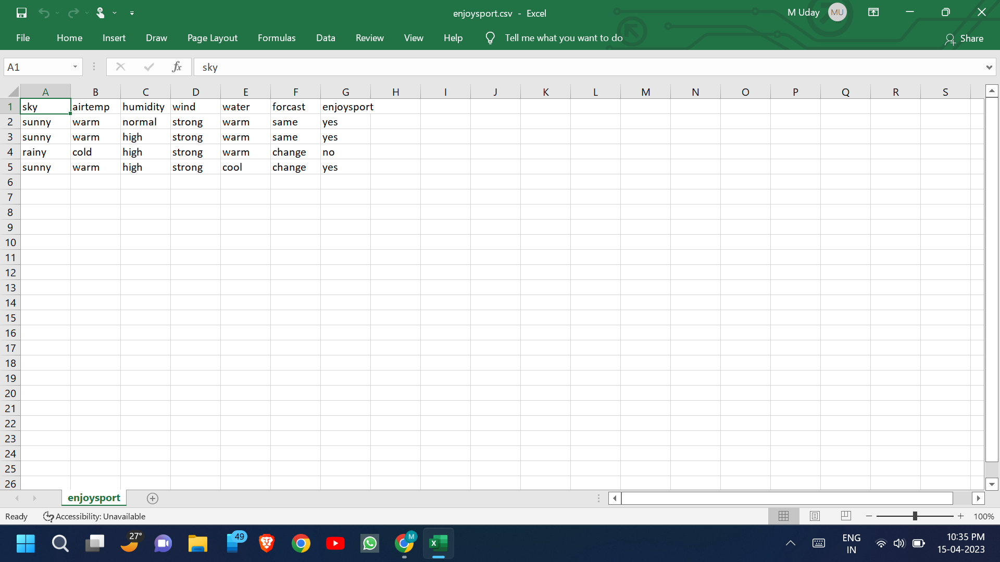 enjoysport.csv - Excel
M Uday MU
File Home Insert Draw Page Layout Formulas Data Review View Help Tell me what you want to do Share
A1 fx sky
A B C D E F G H I J K L M N O P Q R S
1 sky airtemp humidity wind water forcast enjoysport
2 sunny warm normal strong warm same yes
3 sunny warm high strong warm same yes
4 rainy cold high strong warm change no
5 sunny warm high strong cool change yes
6
7
8
9
10
11
12
13
14
15
16
17
18
19
20
21
22
23
24
25
26
enjoysport
Ready Accessibility: Unavailable 100%
27° 49 M X ENG 10:35 PM
IN 15-04-2023